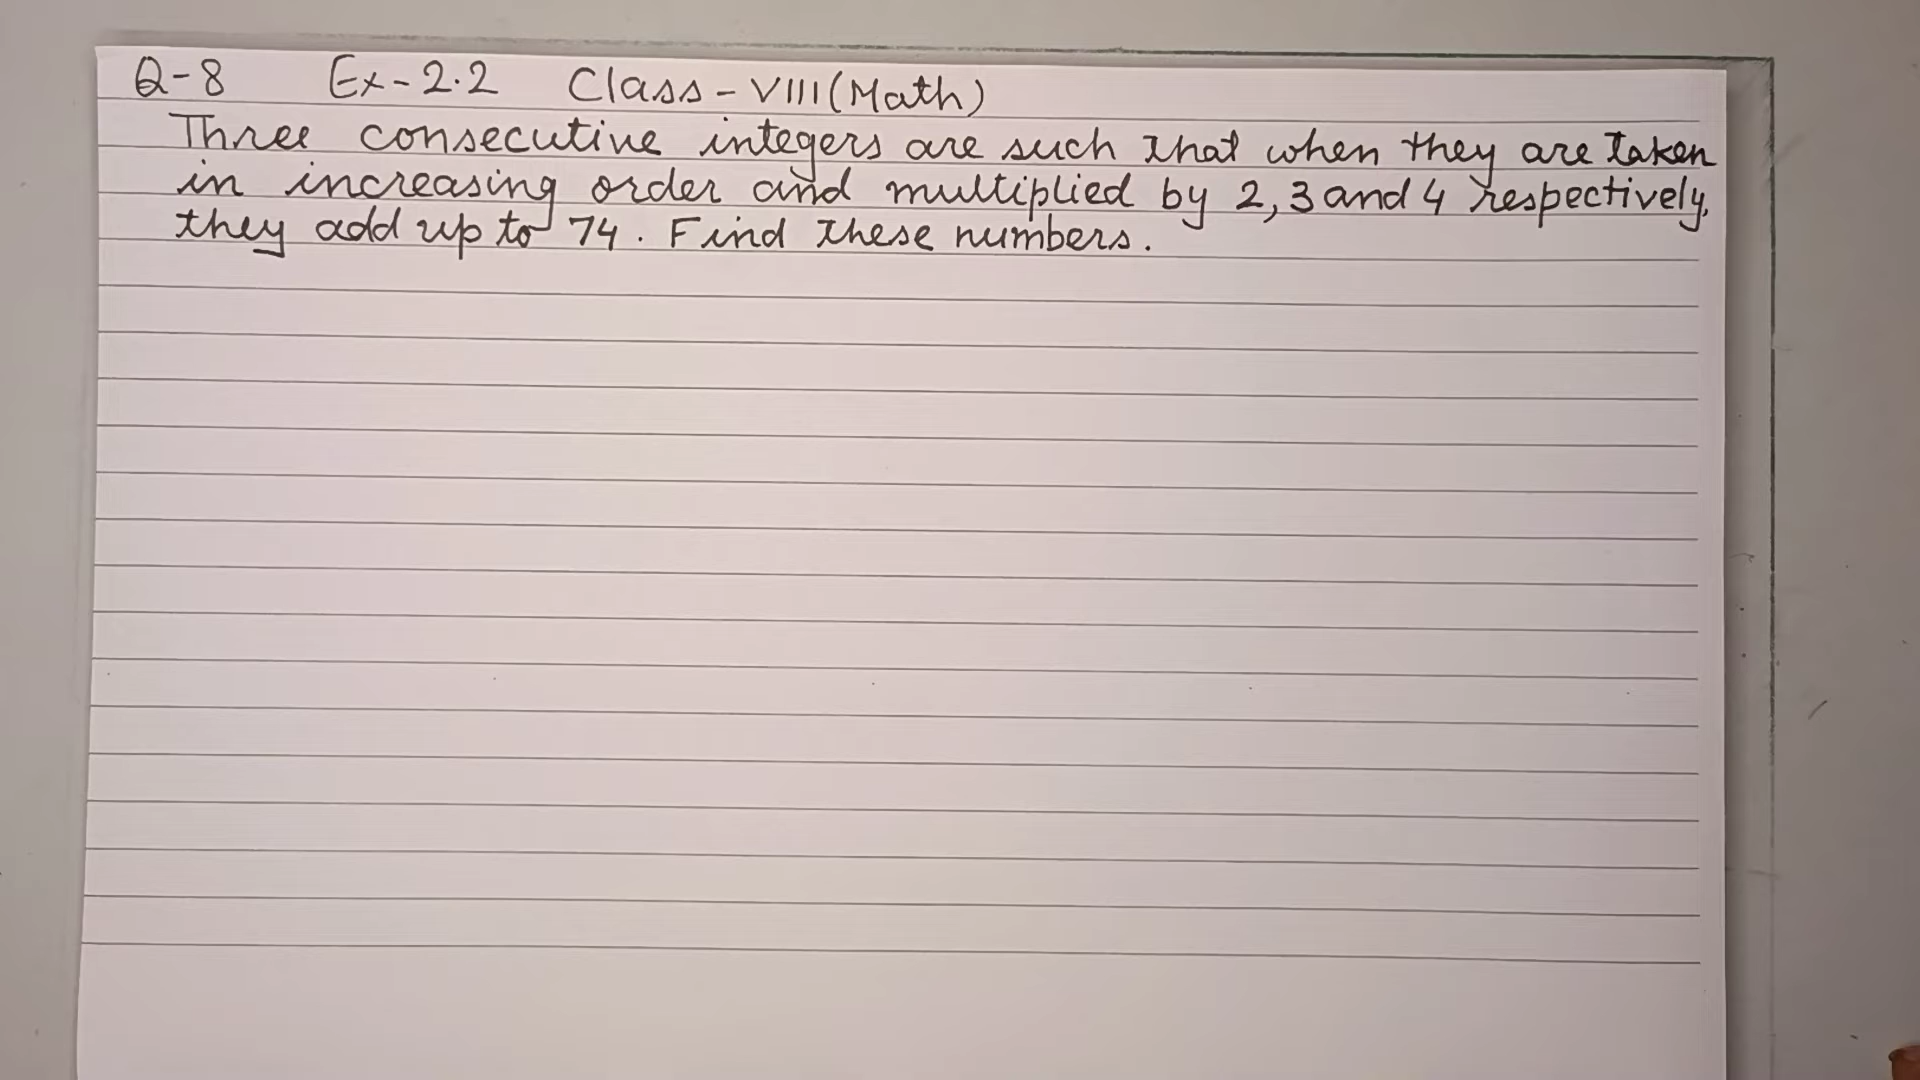 Q-8 Ex-2.2 Class-VIII(Math)
Three consecutive integers are such that when they are taken
in increasing order and multiplied by 2, 3 and 4 respectively,
they add up to 74. Find these numbers.